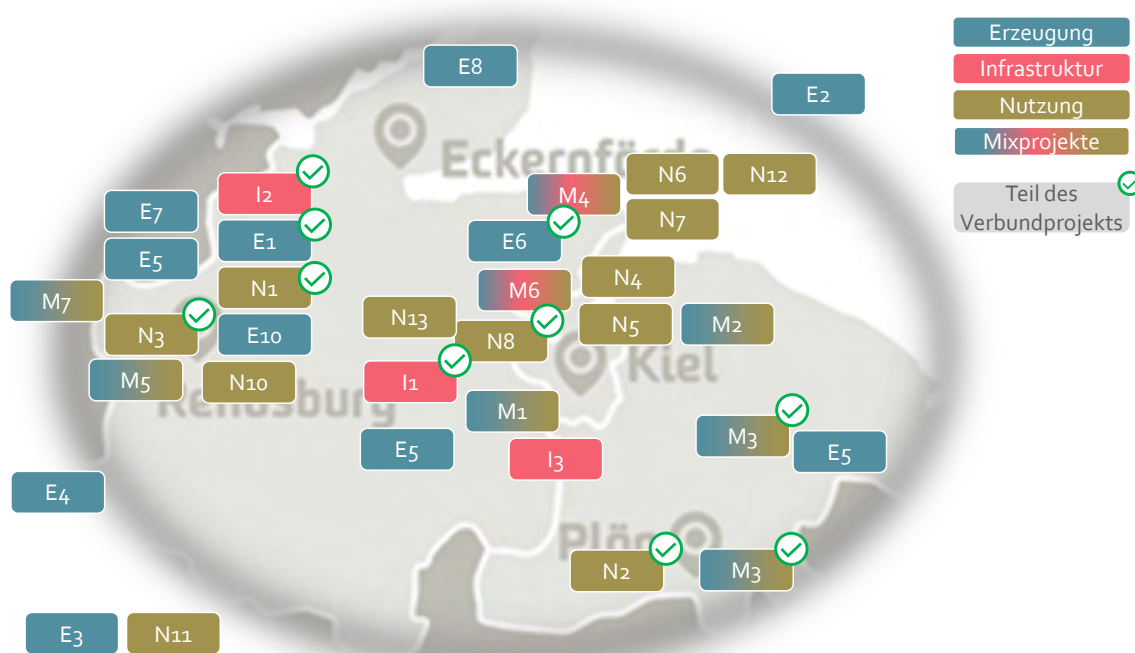 E8
Erzeugung
Infrastruktur
E2
Nutzung
Mixprojekte
Eckernförde
N6
N12
I2
M4
Teil des
Verbundprojekts
E7
N7
E1
E6
E5
N1
N4
M7
M6
N13
N3
E10
N8
N5
M2
Kiel
M5
N10
I1
Rendsburg
M1
M3
E5
E5
I3
E4
Plön
N2
M3
E3
N11